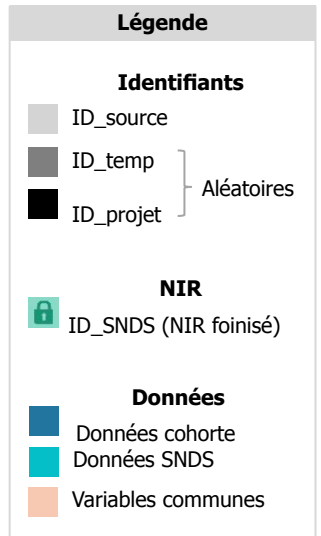 Légende
Identifiants
ID_source
ID_temp
Aléatoires
ID_projet
NIR
ID_SNDS (NIR foinisé)
Données
Données cohorte
Données SNDS
Variables communes